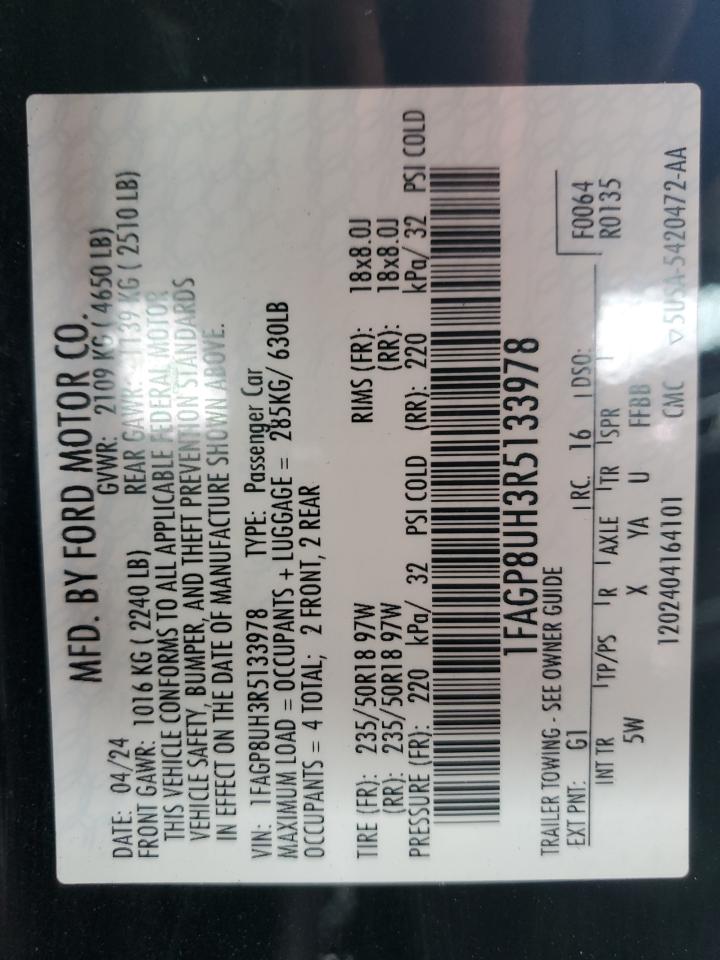 MFD. BY FORD MOTOR CO.
DATE: 04/24 GVWR: 2109 KG ( 4650 LB)
FRONT GAWR: 1016 KG ( 2240 LB) REAR GAWR: 1139 KG ( 2510 LB)
THIS VEHICLE CONFORMS TO ALL APPLICABLE FEDERAL MOTOR
VEHICLE SAFETY, BUMPER, AND THEFT PREVENTION STANDARDS
IN EFFECT ON THE DATE OF MANUFACTURE SHOWN ABOVE.
VIN: 1FAGP8UH3R5133978 TYPE: Passenger Car
MAXIMUM LOAD = OCCUPANTS + LUGGAGE = 285KG/ 630LB
OCCUPANTS = 4 TOTAL; 2 FRONT, 2 REAR
TIRE (FR): 235/50R18 97W RIMS (FR): 18x8.0J
(RR): 235/50R18 97W (RR): 18x8.0J
PRESSURE (FR): 220 kPa/ 32 PSI COLD (RR): 220 kPa/ 32 PSI COLD
1FAGP8UH3R5133978
TRAILER TOWING - SEE OWNER GUIDE
F0064
EXT PNT: G1 RC: 16 DSO: R0135
INT TR TP/PS R AXLE TR SPR
5W X YA U FFBB
1202404164101 CMC ▽5USA-5420472-AA